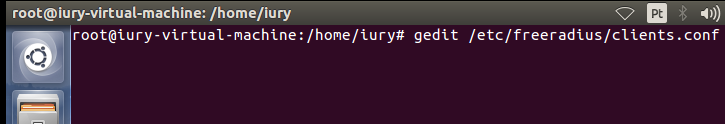 root@iury-virtual-machine: /home/iury
Pt
root@iury-virtual-machine:/home/iury# gedit /etc/freeradius/clients.conf